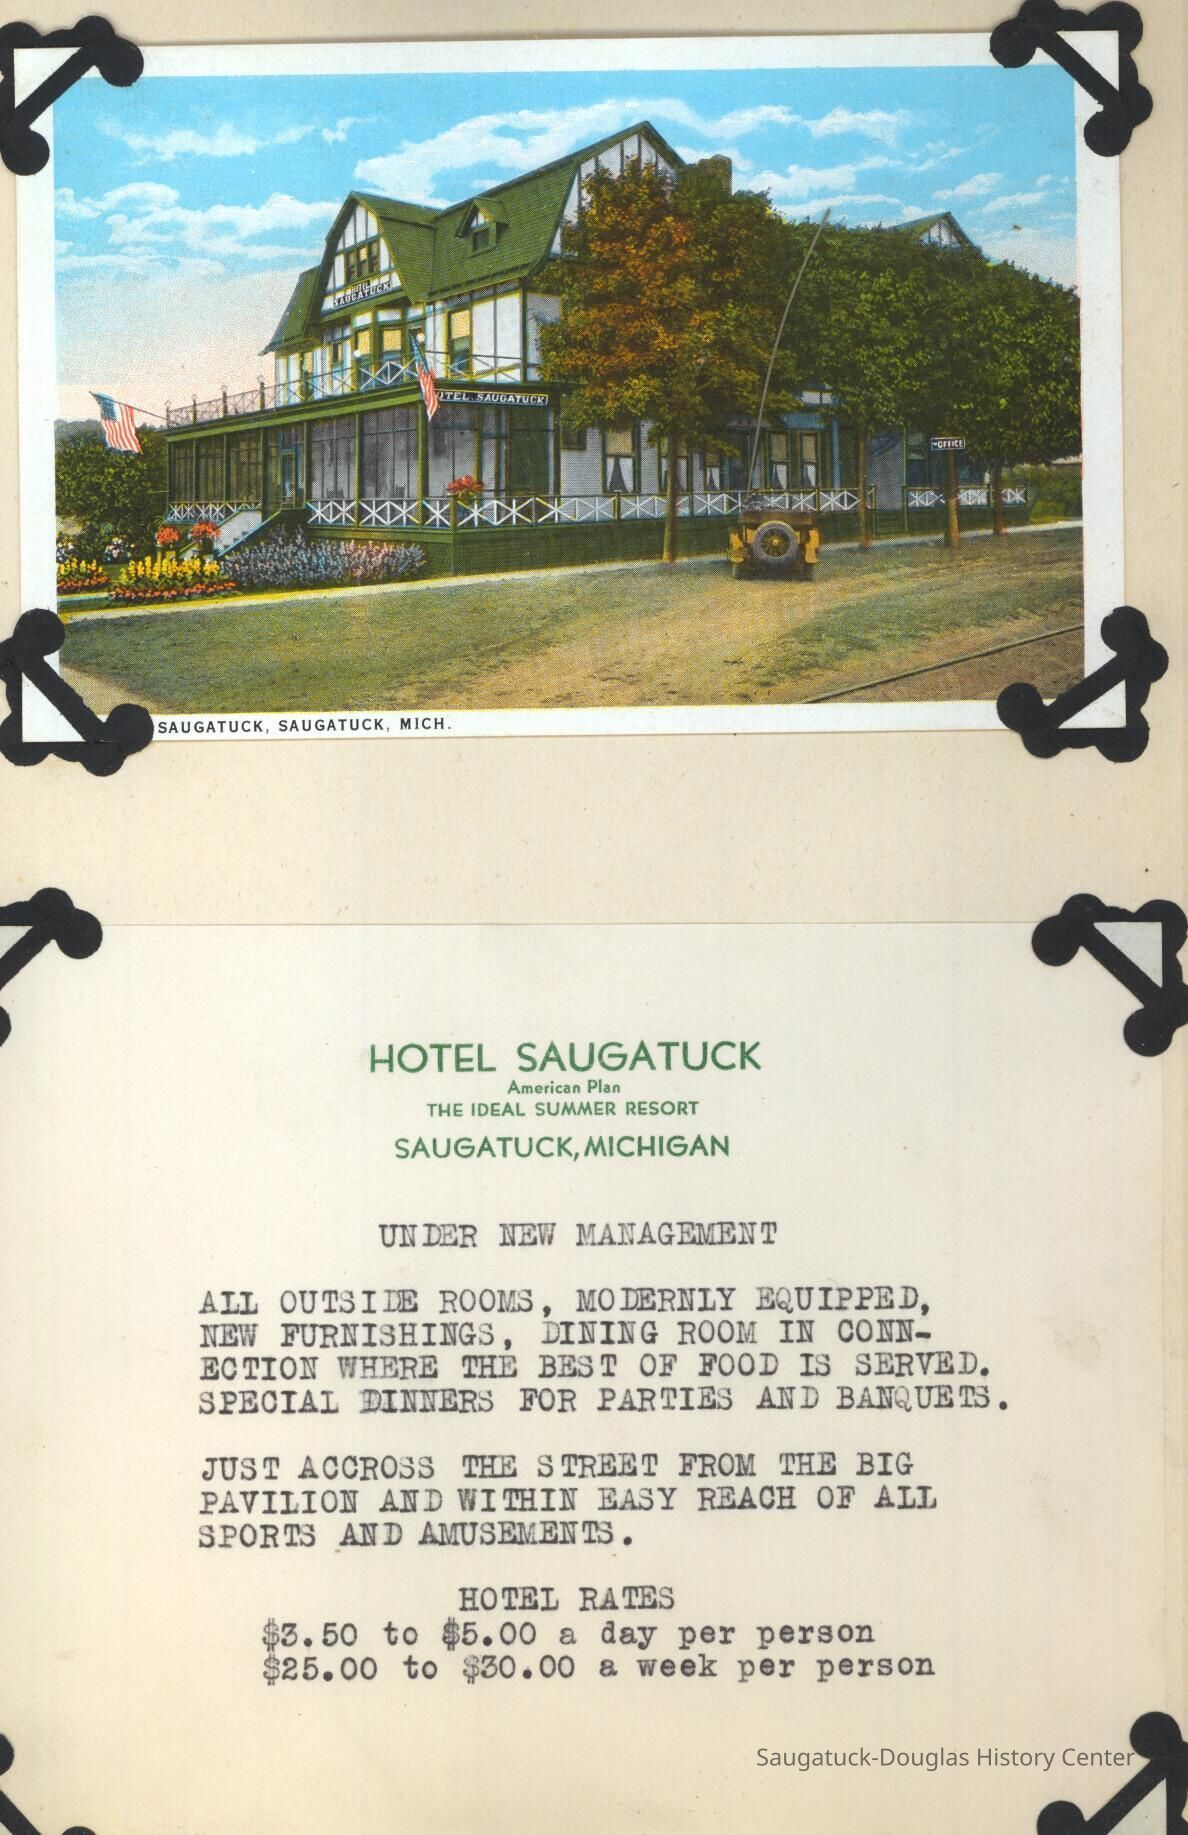 HOTEL
SAUGATUCK
OTEL SAUGATUCK
OFFICE
SAUGATUCK, SAUGATUCK, MICH.
HOTEL SAUGATUCK
American Plan
THE IDEAL SUMMER RESORT
SAUGATUCK, MICHIGAN
UNDER NEW MANAGEMENT
ALL OUTSIDE ROOMS, MODERNLY EQUIPPED,
NEW FURNISHINGS, DINING ROOM IN CONN-
ECTION WHERE THE BEST OF FOOD IS SERVED.
SPECIAL DINNERS FOR PARTIES AND BANQUETS.
JUST ACCROSS THE STREET FROM THE BIG
PAVILION AND WITHIN EASY REACH OF ALL
SPORTS AND AMUSEMENTS.
HOTEL RATES
$3.50 to $5.00 a day per person
$25.00 to $30.00 a week per person
Saugatuck-Douglas History Center